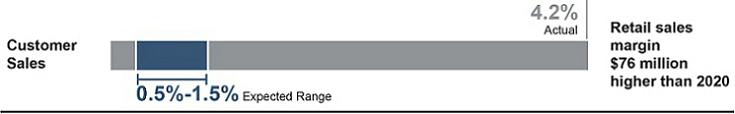 4.2%
Actual
Customer
Sales
Retail sales
margin
$76 million
higher than 2020
0.5%-1.5% Expected Range